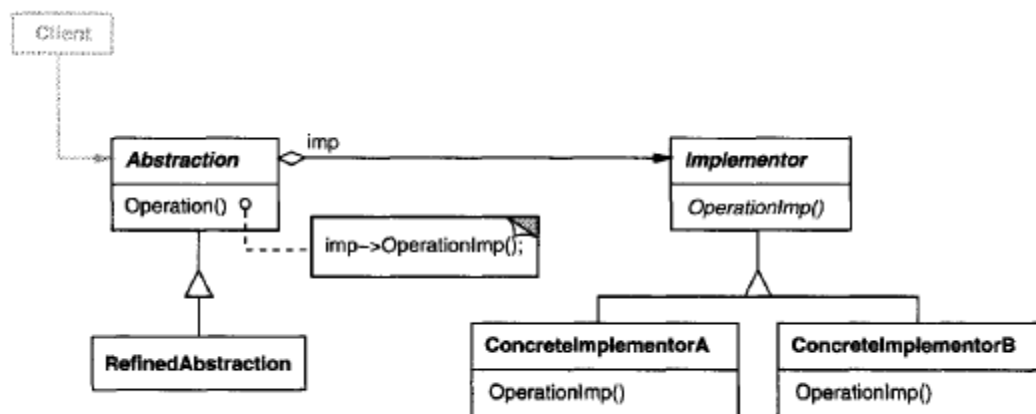 Client
imp
Abstraction
Implementor
Operation()
OperationImp()
imp->OperationImp();
RefinedAbstraction
ConcreteImplementorA
ConcreteImplementorB
OperationImp()
OperationImp()